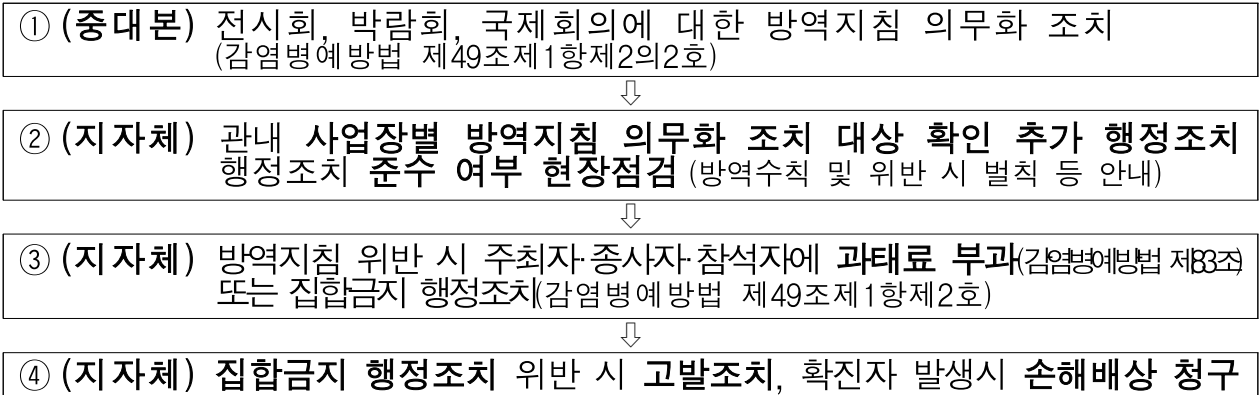 ① (중대본) 전시회, 박람회, 국제회의에 대한 방역지침 의무화 조치
(감염병예방법 제49조제1항제2의2호)
⇩
② (지자체) 관내 사업장별 방역지침 의무화 조치 대상 확인 추가 행정조치
행정조치 준수 여부 현장점검 (방역수칙 및 위반 시 벌칙 등 안내)
⇩
③ (지자체) 방역지침 위반 시 주최자·종사자·참석자에 과태료 부과(감염병예방법 제83조)
또는 집합금지 행정조치(감염병예방법 제49조제1항제2호)
⇩
④ (지자체) 집합금지 행정조치 위반 시 고발조치, 확진자 발생시 손해배상 청구